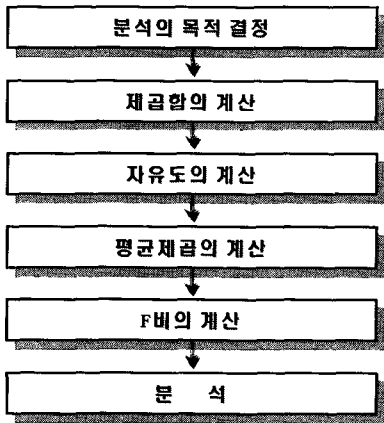 분석의 목적 결정
제곱합의 계산
자유도의 계산
평균제곱의 계산
F비의 계산
분 석